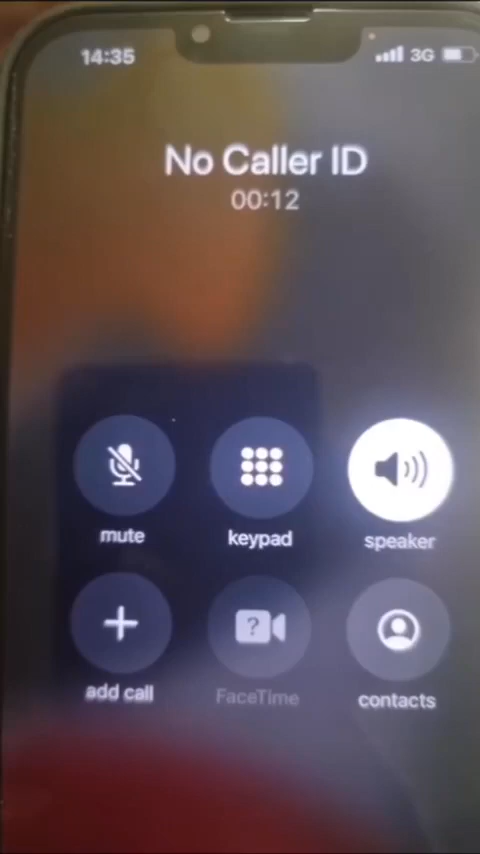 14:35 3G
No Caller ID
00:12
mute keypad speaker
?
add call FaceTime contacts